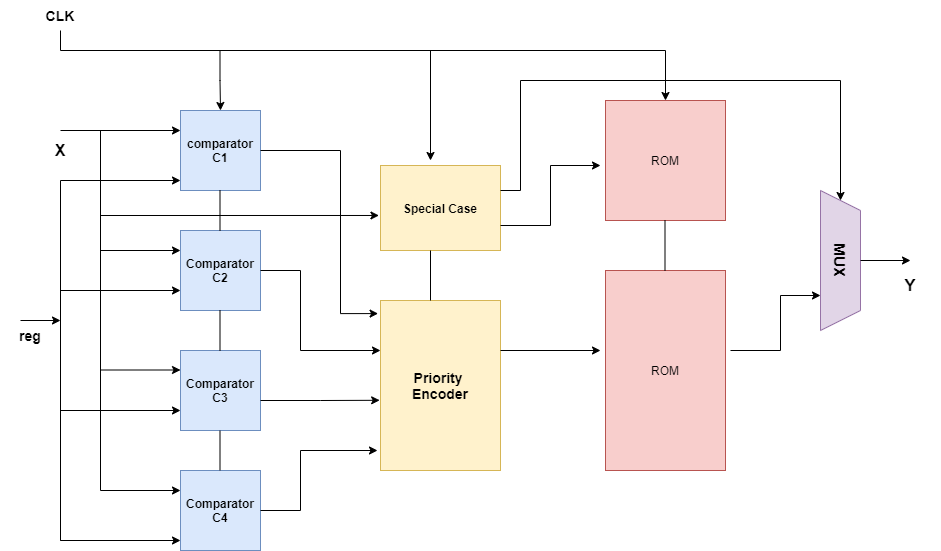 CLK
X
reg
comparator
C1
Comparator
C2
Comparator
C3
Comparator
C4
Special Case
Priority
Encoder
ROM
ROM
MUX
Y